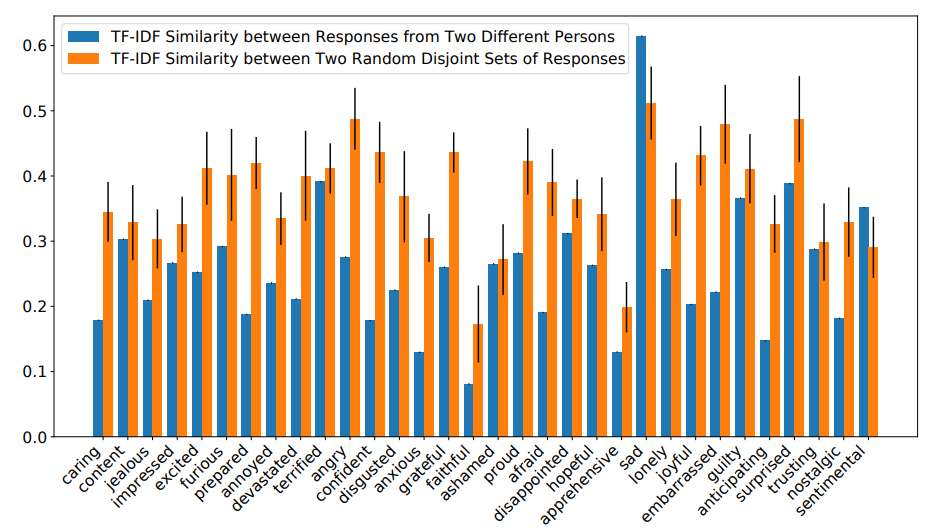 TF-IDF Similarity between Responses from Two Different Persons
TF-IDF Similarity between Two Random Disjoint Sets of Responses
0.6
0.5
0.4
0.3
0.2
0.1
0.0
caring
content
jealous
impressed
excited
furious
prepared
annoyed
devastated
terrified
angry
confident
disgusted
anxious
grateful
faithful
ashamed
proud
afraid
disappointed
hopeful
apprehensive
sad
lonely
joyful
embarrassed
guilty
anticipating
surprised
trusting
nostalgic
sentimental